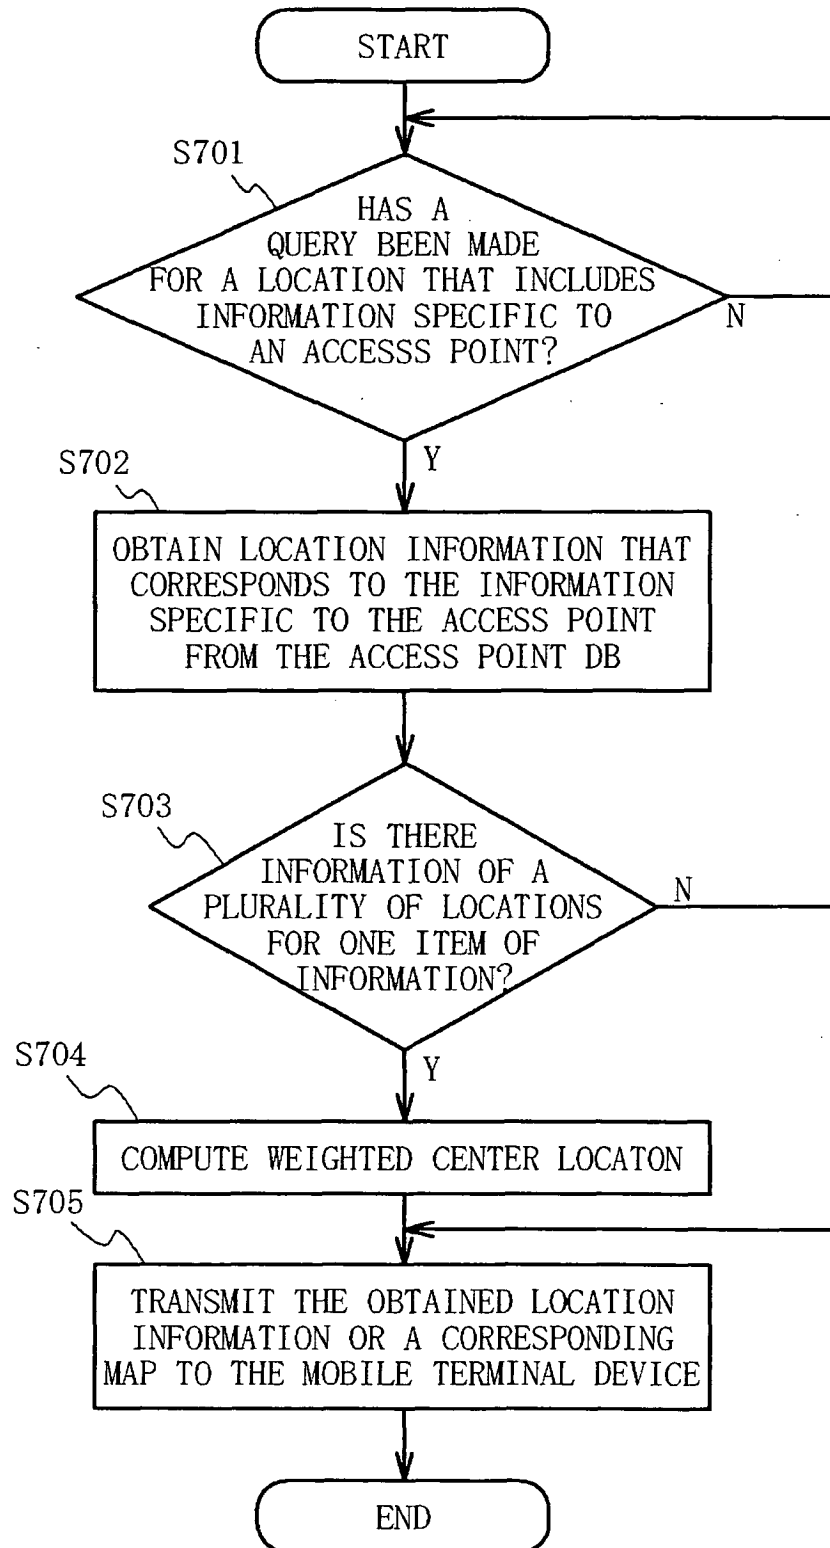 START
S701
HAS A
QUERY BEEN MADE
FOR A LOCATION THAT INCLUDES
INFORMATION SPECIFIC TO
AN ACCESSS POINT?
N
Y
S702
OBTAIN LOCATION INFORMATION THAT
CORRESPONDS TO THE INFORMATION
SPECIFIC TO THE ACCESS POINT
FROM THE ACCESS POINT DB
S703
IS THERE
INFORMATION OF A
PLURALITY OF LOCATIONS
FOR ONE ITEM OF
INFORMATION?
N
Y
S704
COMPUTE WEIGHTED CENTER LOCATON
S705
TRANSMIT THE OBTAINED LOCATION
INFORMATION OR A CORRESPONDING
MAP TO THE MOBILE TERMINAL DEVICE
END